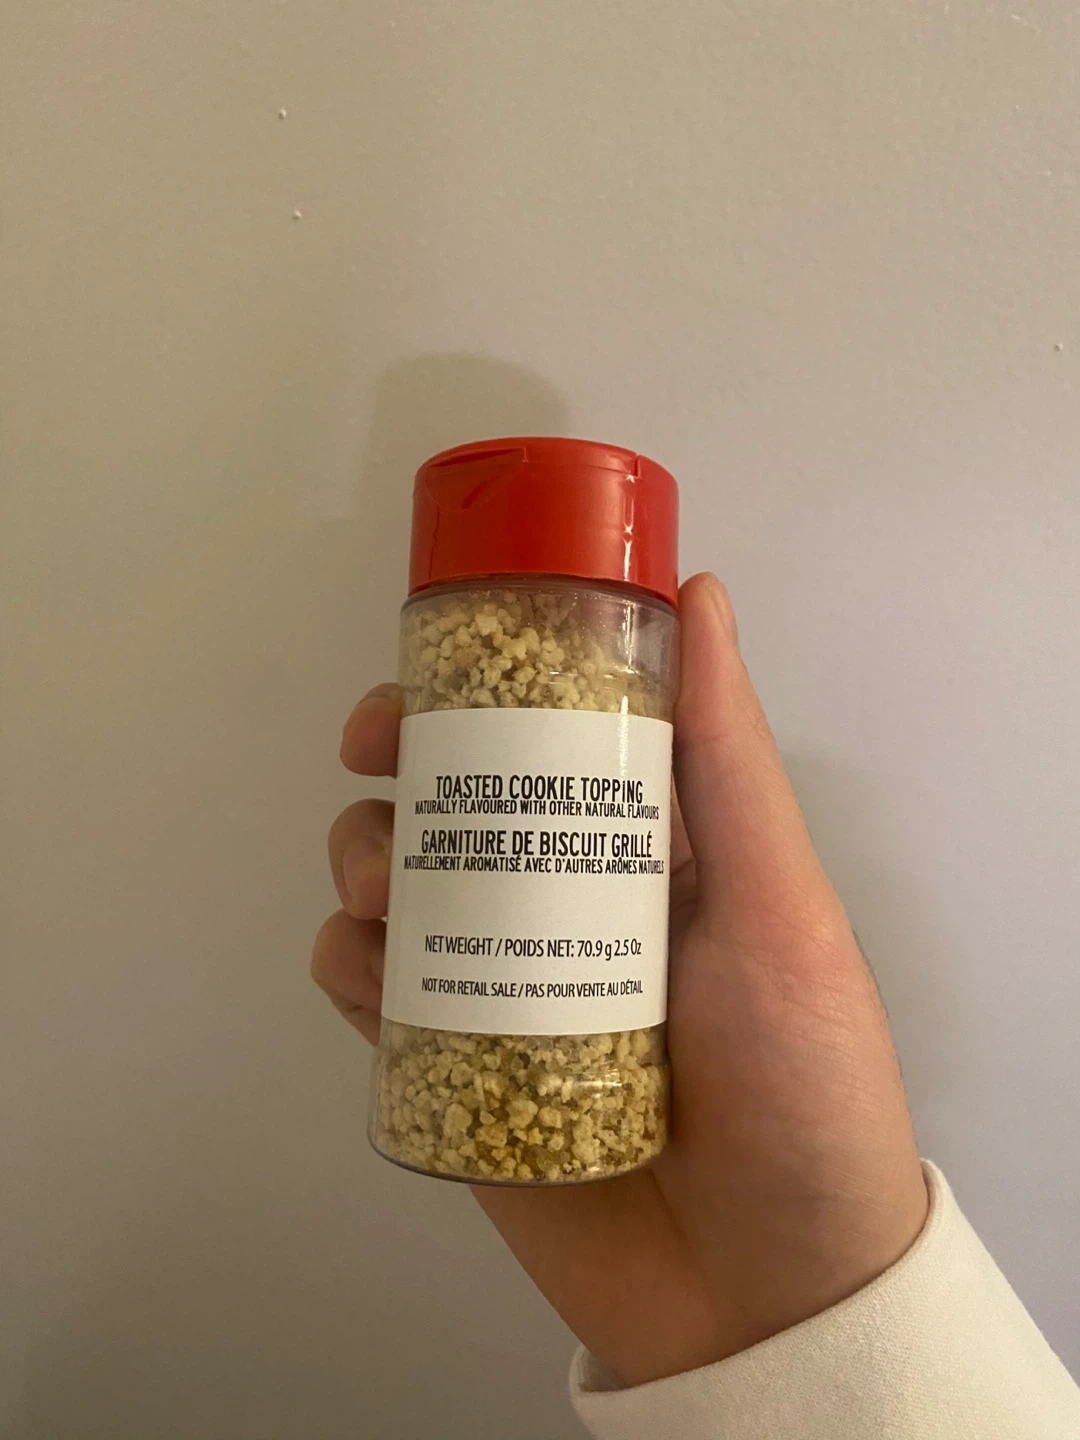 TOASTED COOKIE TOPPiNG
NATURALLY FLAVOURED WITH OTHER NATURAL FLAVOURS
GARNITURE DE BISCUIT GRILLÉ
NATURELLEMENT AROMATISÉ AVEC D'AUTRES ARÔMES NATURELS
NET WEIGHT / POIDS NET: 70.9 g 2.5 Oz
NOT FOR RETAIL SALE / PAS POUR VENTE AU DÉTAIL